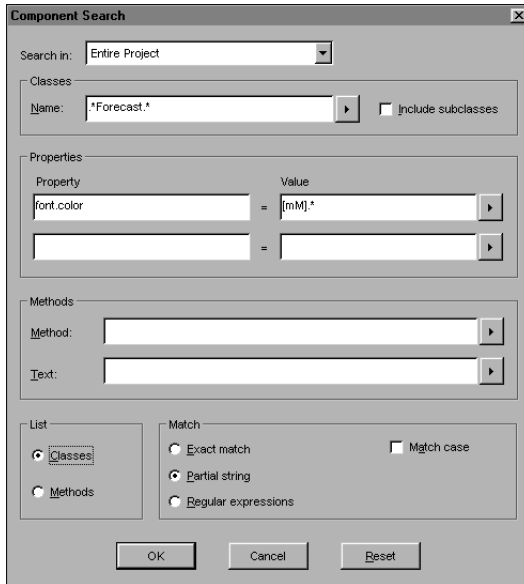 Component Search
Search in: Entire Project
Classes
Name: .*Forecast.* Include subclasses
Properties
Property Value
font.color = [mM].*
=
Methods
Method:
Text:
List Match
Classes Exact match Match case
Partial string
Methods Regular expressions
OK Cancel Reset